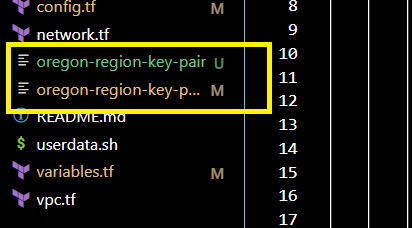 config.tf M 8
network.tf 9
oregon-region-key-pair U 10
oregon-region-key-p... M 11
README.md 12
userdata.sh 13
variables.tf M 14
vpc.tf 15
16
17